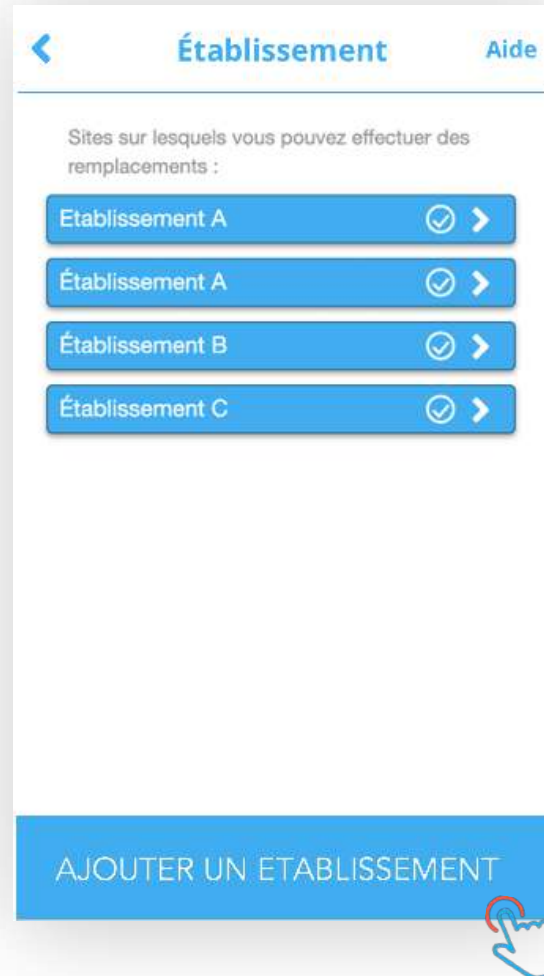 Établissement
Aide
Sites sur lesquels vous pouvez effectuer des
remplacements :
Etablissement A
Établissement A
Établissement B
Établissement C
AJOUTER UN ETABLISSEMENT